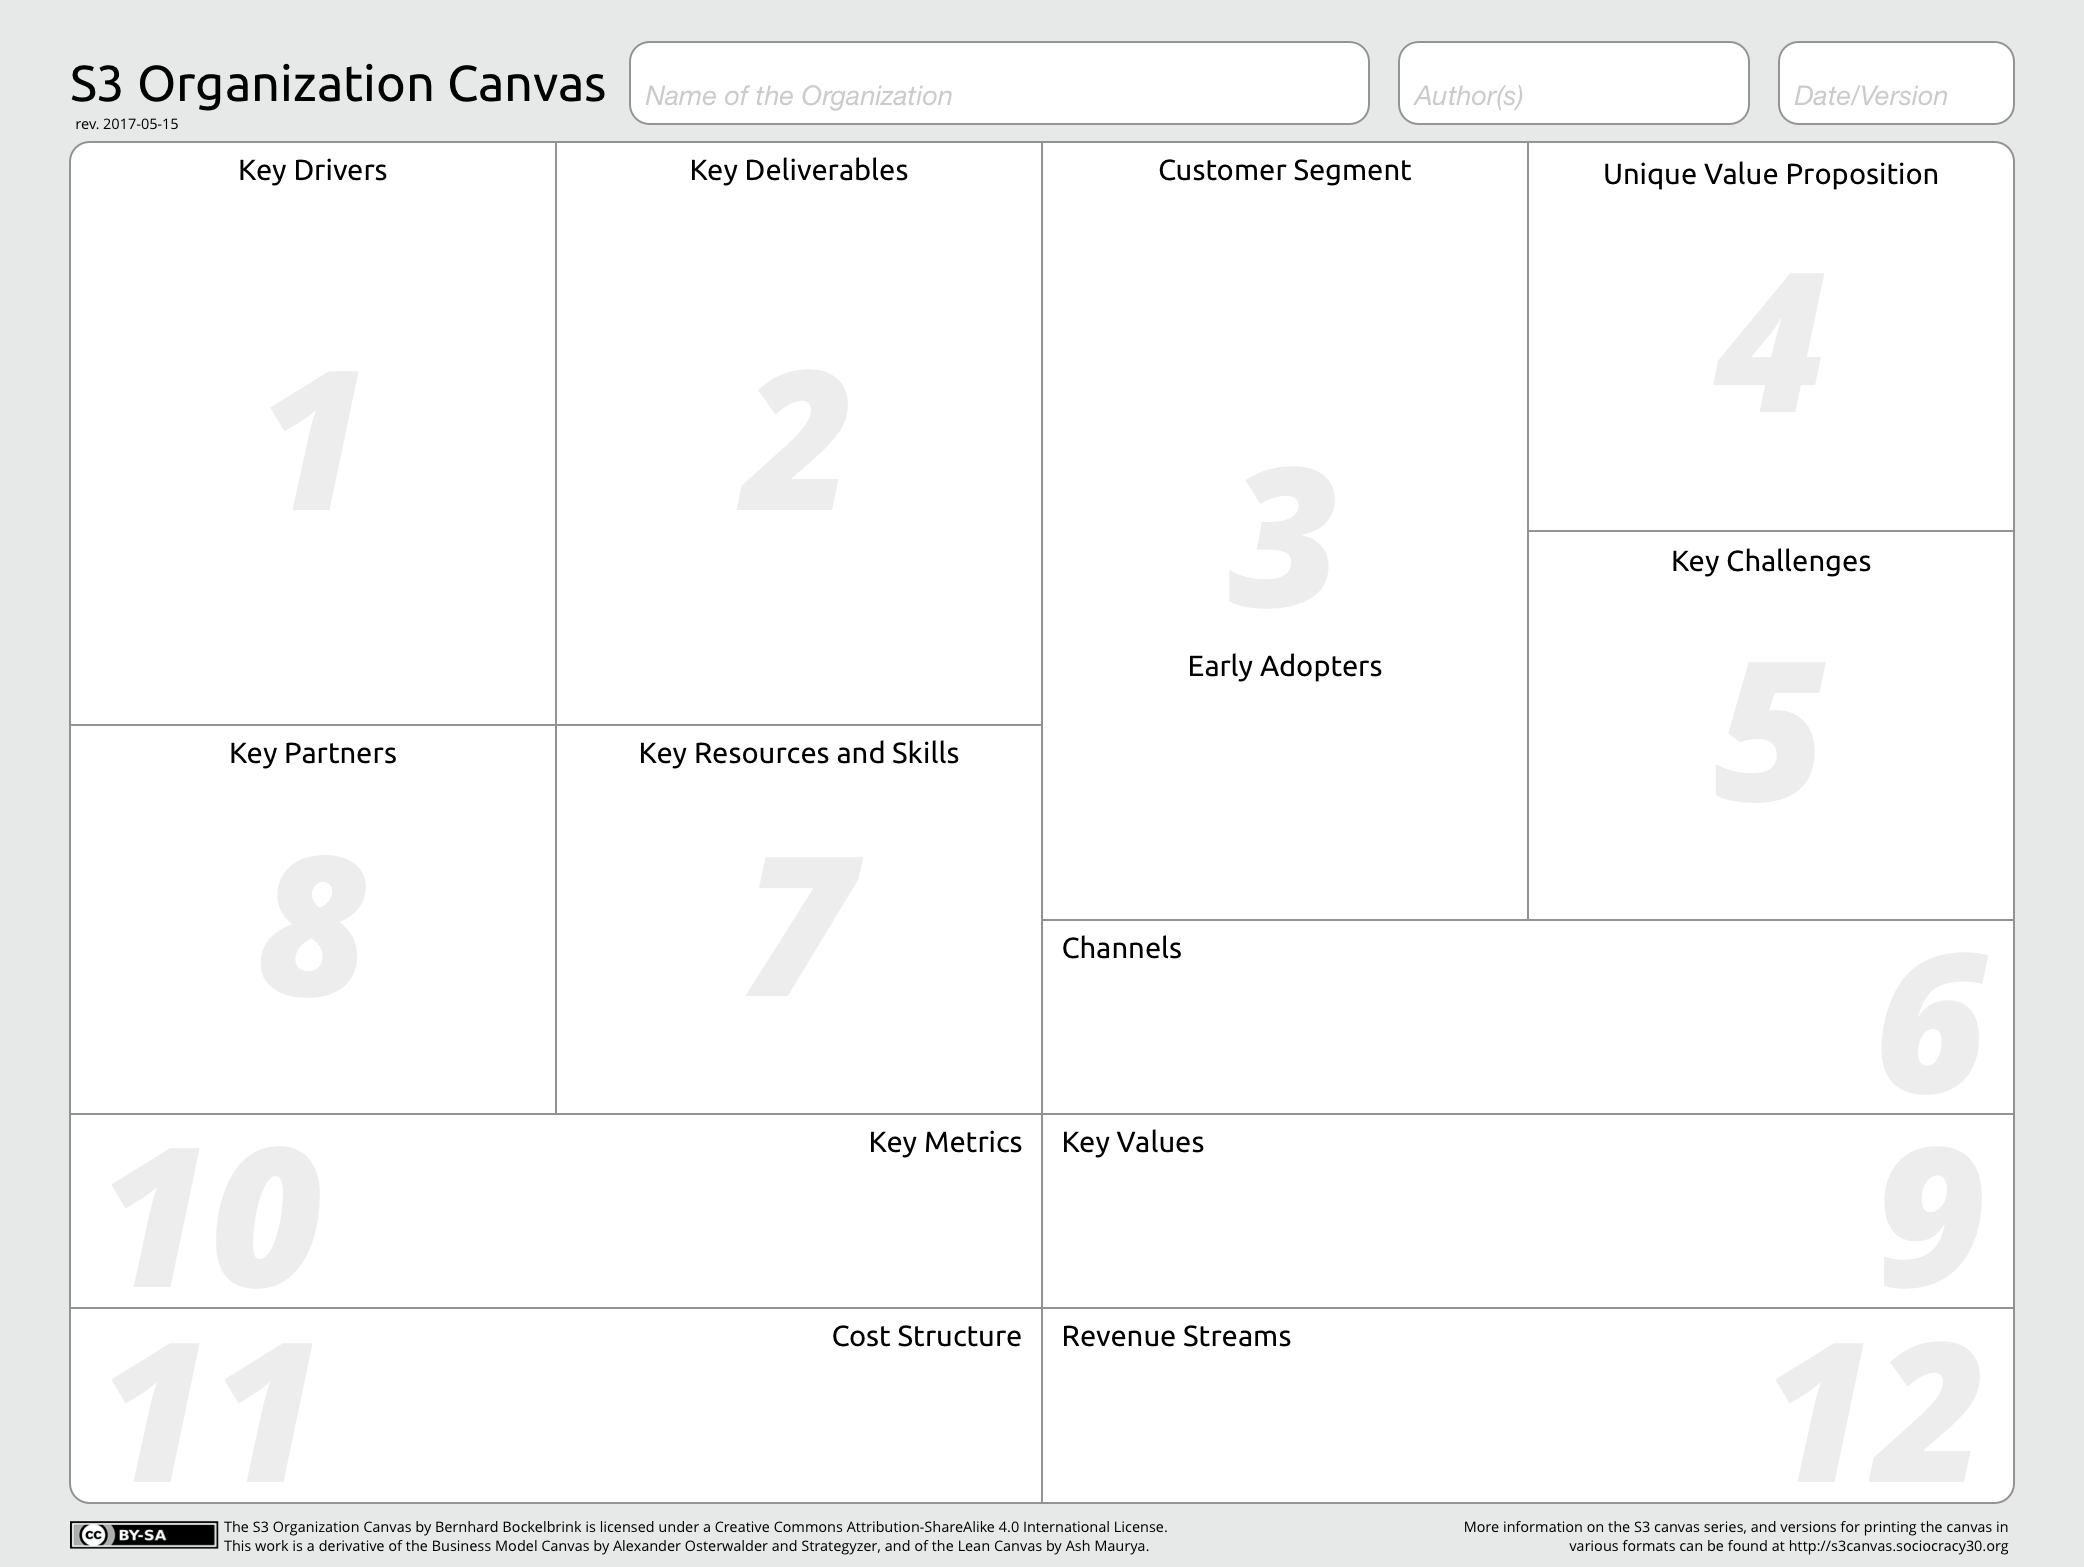 S3 Organization Canvas
rev. 2017-05-15
Name of the Organization
Author(s)
Date/Version
Key Drivers
1
Key Deliverables
2
Customer Segment
3
Early Adopters
Unique Value Proposition
4
Key Challenges
5
Key Partners
8
Key Resources and Skills
7
Channels
6
Key Metrics
10
Key Values
9
Cost Structure
11
Revenue Streams
12
cc BY-SA
The S3 Organization Canvas by Bernhard Bockelbrink is licensed under a Creative Commons Attribution-ShareAlike 4.0 International License.
This work is a derivative of the Business Model Canvas by Alexander Osterwalder and Strategyzer, and of the Lean Canvas by Ash Maurya.
More information on the S3 canvas series, and versions for printing the canvas in
various formats can be found at http://s3canvas.sociocracy30.org